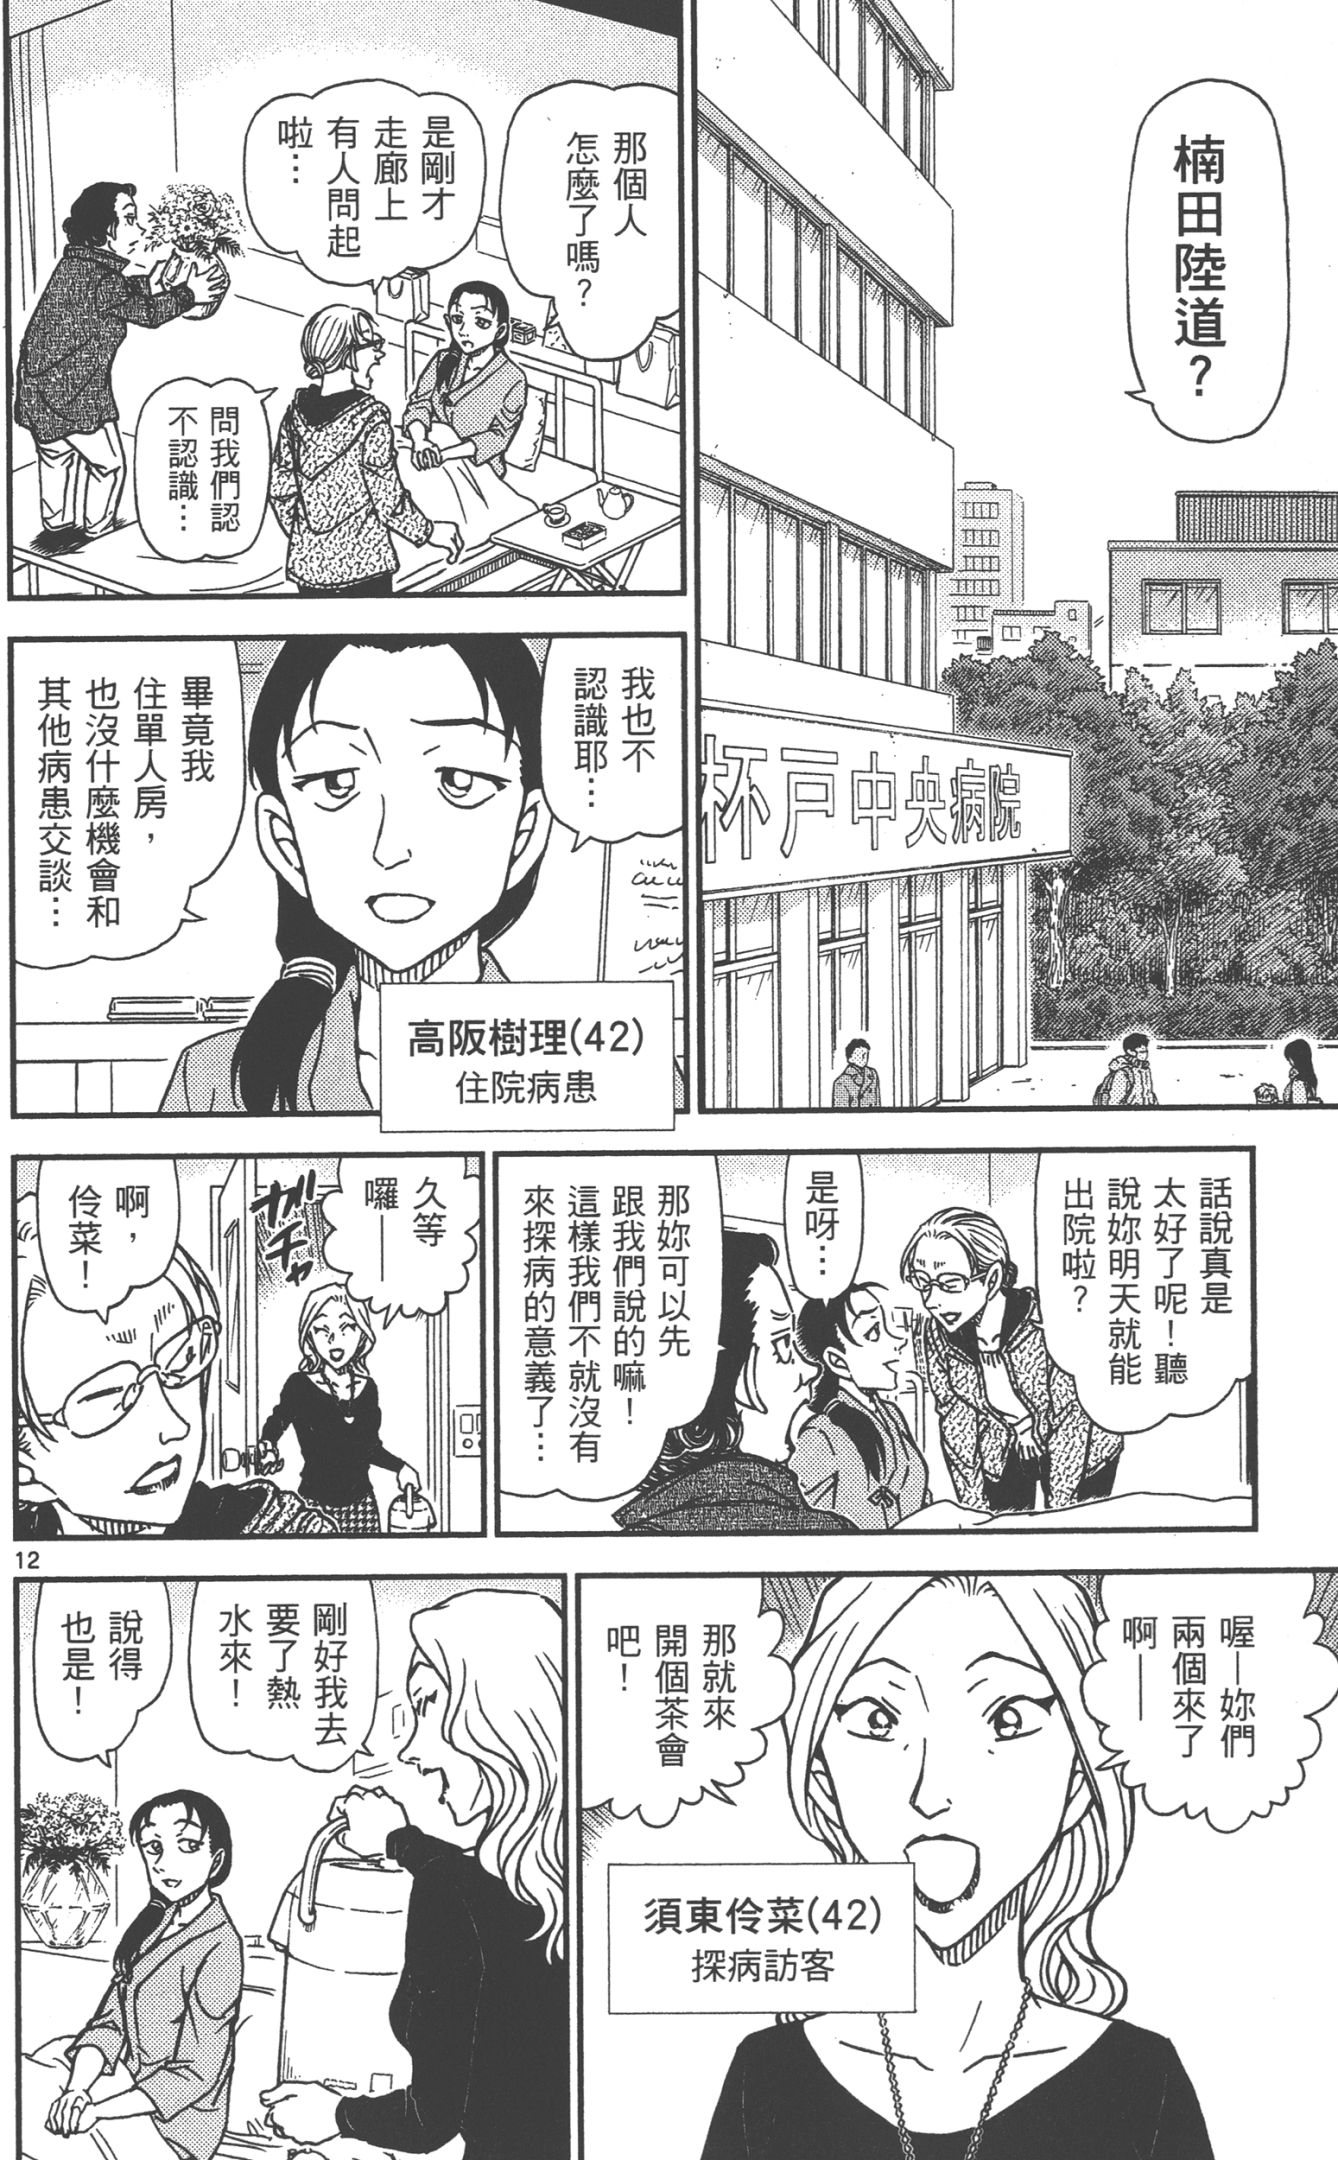 楠田陸道？
杯戸中央病院
那個人
怎麼了嗎？
是剛才
走廊上
有人問起
啦⋯
問我們認
不認識⋯
我也不
認識耶⋯
畢竟我
住單人房，
也沒什麼機會和
其他病患交談⋯
高阪樹理(42)
住院病患
話說真是
太好了呢！聽
說妳明天就能
出院啦？
是呀⋯
那妳可以先
跟我們說的嘛！
這樣我們不就沒有
來探病的意義了⋯
久等
囉—
ガチャ
啊，
伶菜！
12
喔—妳們
兩個來了
啊—
那就來
開個茶會
吧！
須東伶菜(42)
探病訪客
剛好我去
要了熱
水來！
說得
也是！